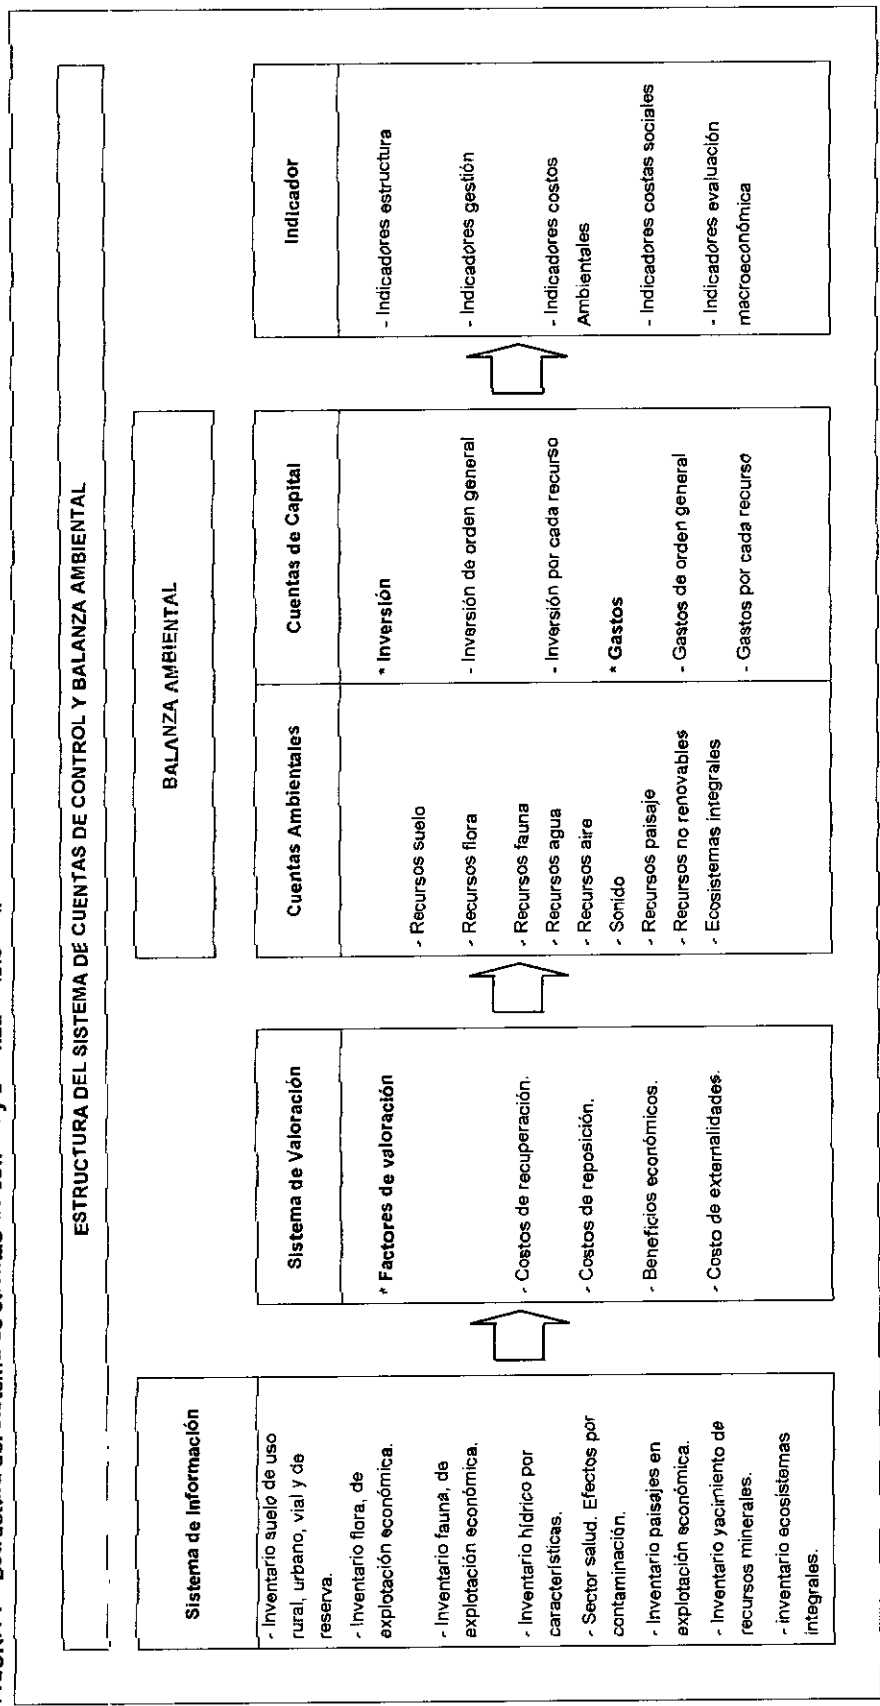 ESTRUCTURA DEL SISTEMA DE CUENTAS DE CONTROL Y BALANZA AMBIENTAL
BALANZA AMBIENTAL
Sistema de Información
- Inventario suelo de uso
rural, urbano, vial y de
reserva.
- Inventario flora, de
explotación económica.
- Inventario fauna, de
explotación económica.
- Inventario hídrico por
características.
- Sector salud. Efectos por
contaminación.
- Inventario paisajes en
explotación económica.
- Inventario yacimiento de
recursos minerales.
- inventario ecosistemas
integrales.
Sistema de Valoración
* Factores de valoración
- Costos de recuperación.
- Costos de reposición.
- Beneficios económicos.
- Costo de externalidades.
Cuentas Ambientales
- Recursos suelo
- Recursos flora
- Recursos fauna
- Recursos agua
- Recursos aire
- Sonido
- Recursos paisaje
- Recursos no renovables
- Ecosistemas integrales
Cuentas de Capital
* Inversión
- Inversión de orden general
- Inversión por cada recurso
* Gastos
- Gastos de orden general
- Gastos por cada recurso
Indicador
- Indicadores estructura
- Indicadores gestión
- Indicadores costos
Ambientales
- Indicadores costas sociales
- Indicadores evaluación
macroeconómica